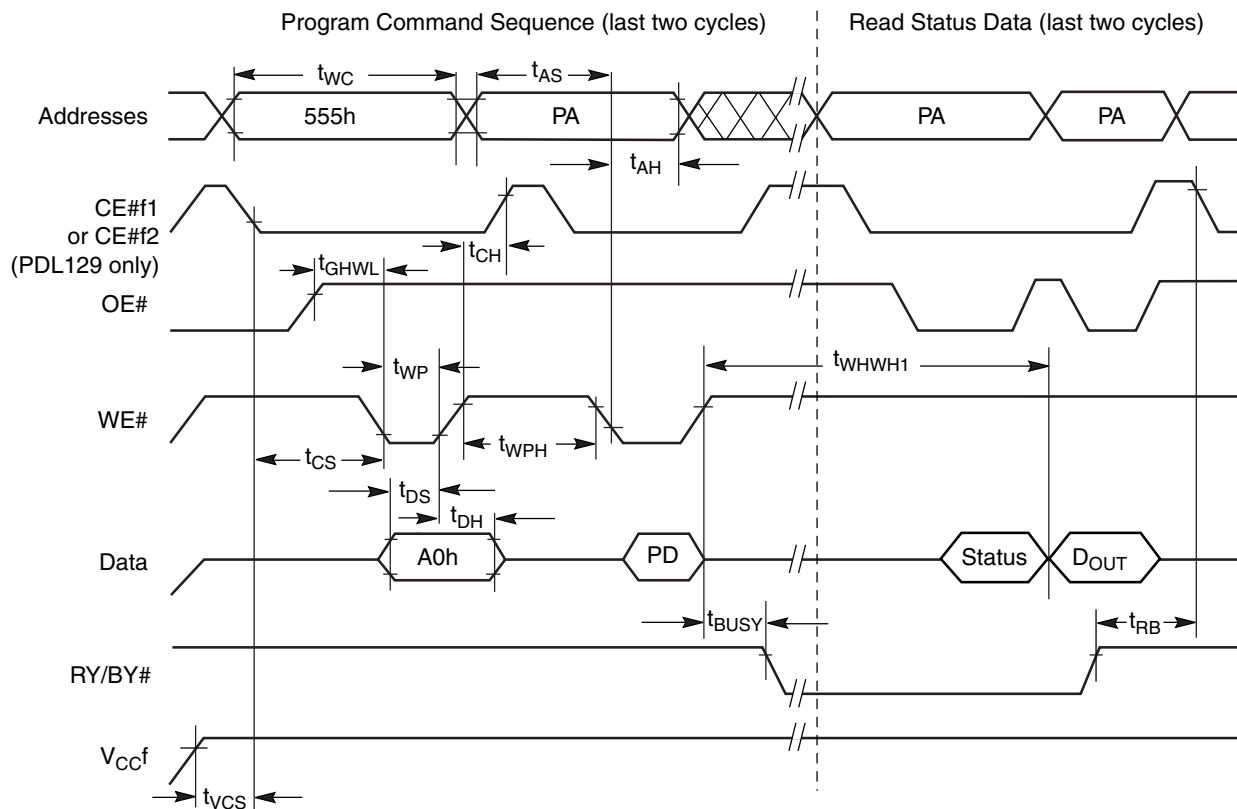 Program Command Sequence (last two cycles)
Read Status Data (last two cycles)
tWC
tAS
Addresses
555h
PA
PA
PA
tAH
CE#f1
or CE#f2
(PDL129 only)
tCH
tGHWL
OE#
tWP
tWHWH1
WE#
tWPH
tCS
tDS
tDH
Data
A0h
PD
Status
DOUT
tBUSY
tRB
RY/BY#
VCCf
tVCS